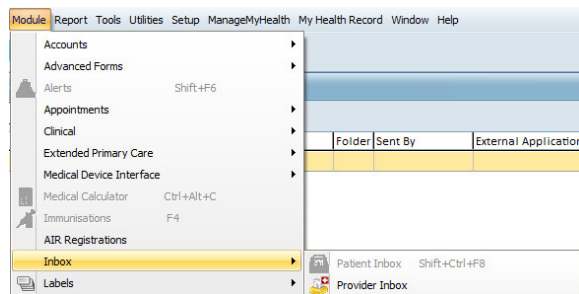 Module Report Tools Utilities Setup ManageMyHealth My Health Record Window Help
Accounts
Advanced Forms
Alerts Shift+F6
Appointments
Clinical
Folder Sent By External Application
Extended Primary Care
Medical Device Interface
Medical Calculator Ctrl+Alt+C
Immunisations F4
AIR Registrations
Inbox
Patient Inbox Shift+Ctrl+F8
Labels
Provider Inbox